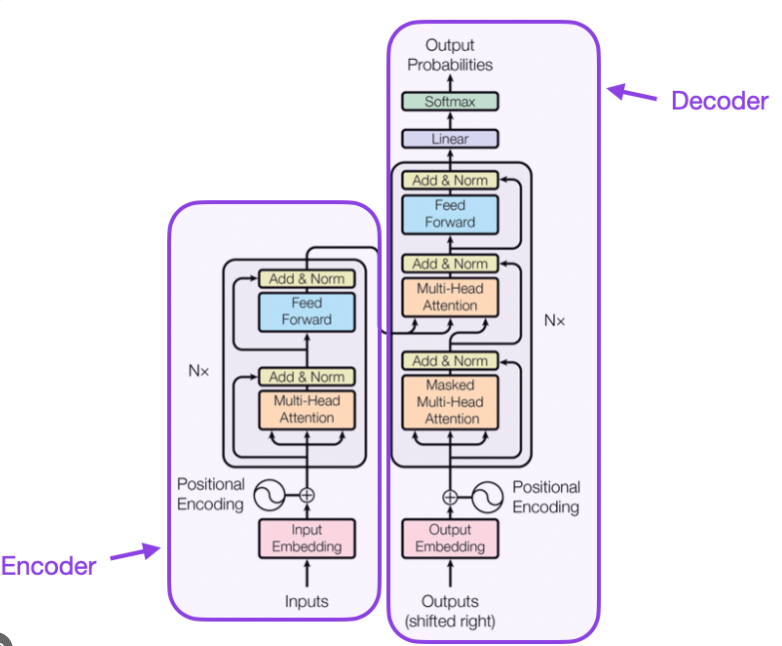 Output
Probabilities
Softmax
Linear
Add & Norm
Feed
Forward
Add & Norm
Multi-Head
Attention
Nx
Add & Norm
Masked
Multi-Head
Attention
Positional
Encoding
Output
Embedding
Outputs
(shifted right)
Decoder
Add & Norm
Feed
Forward
Nx
Add & Norm
Multi-Head
Attention
Positional
Encoding
Input
Embedding
Inputs
Encoder